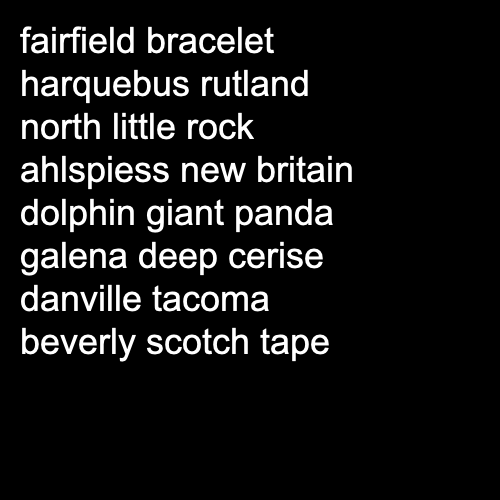 fairfield bracelet
harquebus rutland
north little rock
ahlspiess new britain
dolphin giant panda
galena deep cerise
danville tacoma
beverly scotch tape